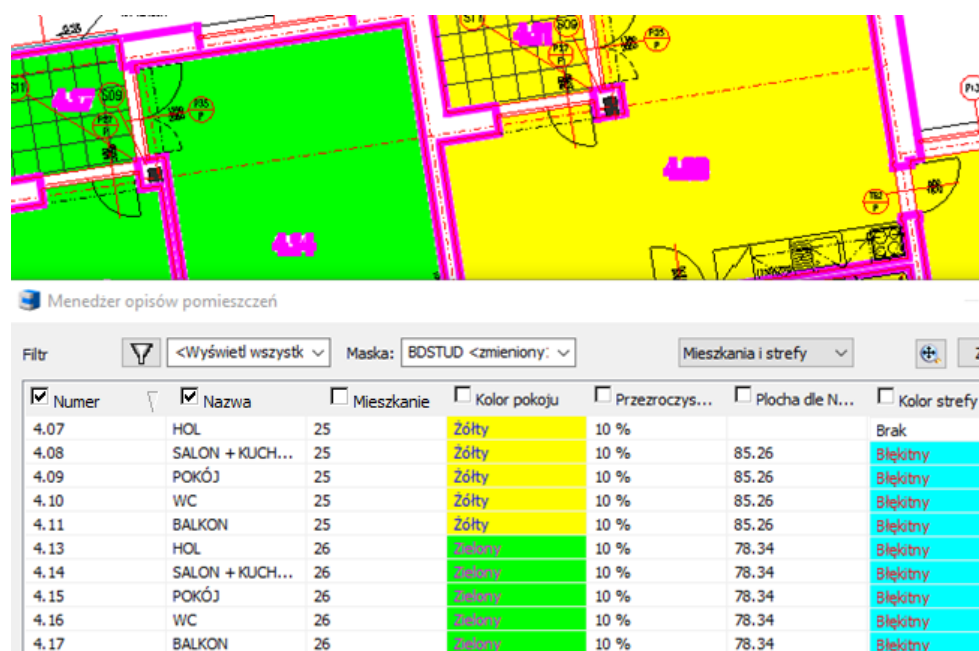 S11
S09
4.11
P27
P
P35
P
S11
S09
4.17
P27
P
P35
P
4.08
T62
P
4.14
Menedżer opisów pomieszczeń
Filtr <Wyświetl wszystk Maska: BDSTUD <zmieniony: Mieszkania i strefy
Numer Nazwa Mieszkanie Kolor pokoju Przezroczys... Plocha dle N... Kolor strefy
4.07 HOL 25 Żółty 10 % Brak
4.08 SALON + KUCH... 25 Żółty 10 % 85.26 Błękitny
4.09 POKÓJ 25 Żółty 10 % 85.26 Błękitny
4.10 WC 25 Żółty 10 % 85.26 Błękitny
4.11 BALKON 25 Żółty 10 % 85.26 Błękitny
4.13 HOL 26 Zielony 10 % 78.34 Błękitny
4.14 SALON + KUCH... 26 Zielony 10 % 78.34 Błękitny
4.15 POKÓJ 26 Zielony 10 % 78.34 Błękitny
4.16 WC 26 Zielony 10 % 78.34 Błękitny
4.17 BALKON 26 Zielony 10 % 78.34 Błękitny